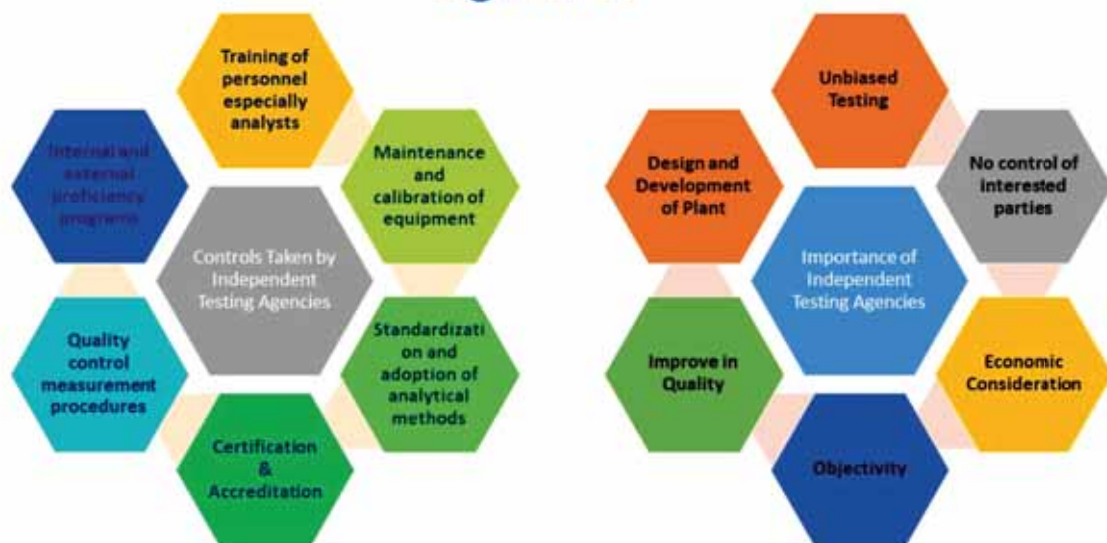 Training of
personnel
especially
analysts
Maintenance
and
calibration of
equipment
Standardizati
on and
adoption of
analytical
methods
Certification
&
Accreditation
Quality
control
measurement
procedures
Internal and
external
proficiency
programs
Controls Taken by
Independent
Testing Agencies
Unbiased
Testing
No control of
interested
parties
Economic
Consideration
Objectivity
Improve in
Quality
Design and
Development
of Plant
Importance of
Independent
Testing Agencies